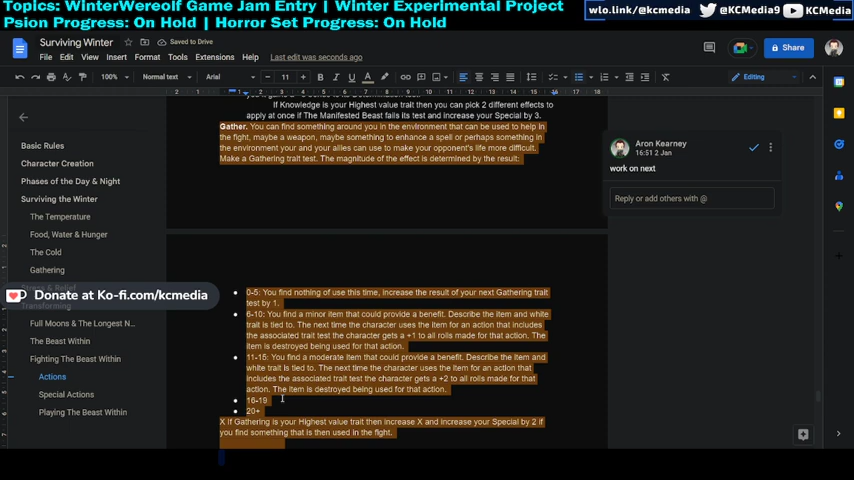 Topics: WinterWereolf Game Jam Entry | Winter Experimental Project
Psion Progress: On Hold | Horror Set Progress: On Hold
wlo.link/@kcmedia @KCMedia9 KCMedia
Surviving Winter
Saved to Drive
File Edit View Insert Format Tools Extensions Help Last edit was seconds ago
Share
100% Normal text Arial 11 Editing
Basic Rules
Character Creation
Phases of the Day & Night
Surviving the Winter
The Temperature
Food, Water & Hunger
The Cold
Gathering
Donate at Ko-fi.com/kcmedia
Full Moons & The Longest N...
The Beast Within
Fighting The Beast Within
Actions
Special Actions
Playing The Beast Within
If Knowledge is your Highest value trait then you can pick 2 different effects to
apply at once if The Manifested Beast fails its test and increase your Special by 3.
Gather. You can find something around you in the environment that can be used to help in
the fight, maybe a weapon, maybe something to enhance a spell or perhaps something in
the environment your and your allies can use to make your opponent's life more difficult.
Make a Gathering trait test. The magnitude of the effect is determined by the result:
0-5: You find nothing of use this time, increase the result of your next Gathering trait
test by 1.
6-10: You find a minor item that could provide a benefit. Describe the item and white
trait is tied to. The next time the character uses the item for an action that includes
the associated trait test the character gets a +1 to all rolls made for that action. The
item is destroyed being used for that action.
11-15: You find a moderate item that could provide a benefit. Describe the item and
white trait is tied to. The next time the character uses the item for an action that
includes the associated trait test the character gets a +2 to all rolls made for that
action. The item is destroyed being used for that action.
16-19
20+
X If Gathering is your Highest value trait then increase X and increase your Special by 2 if
you find something that is then used in the fight.
Aron Kearney
16:51 2 Jan
work on next
Reply or add others with @